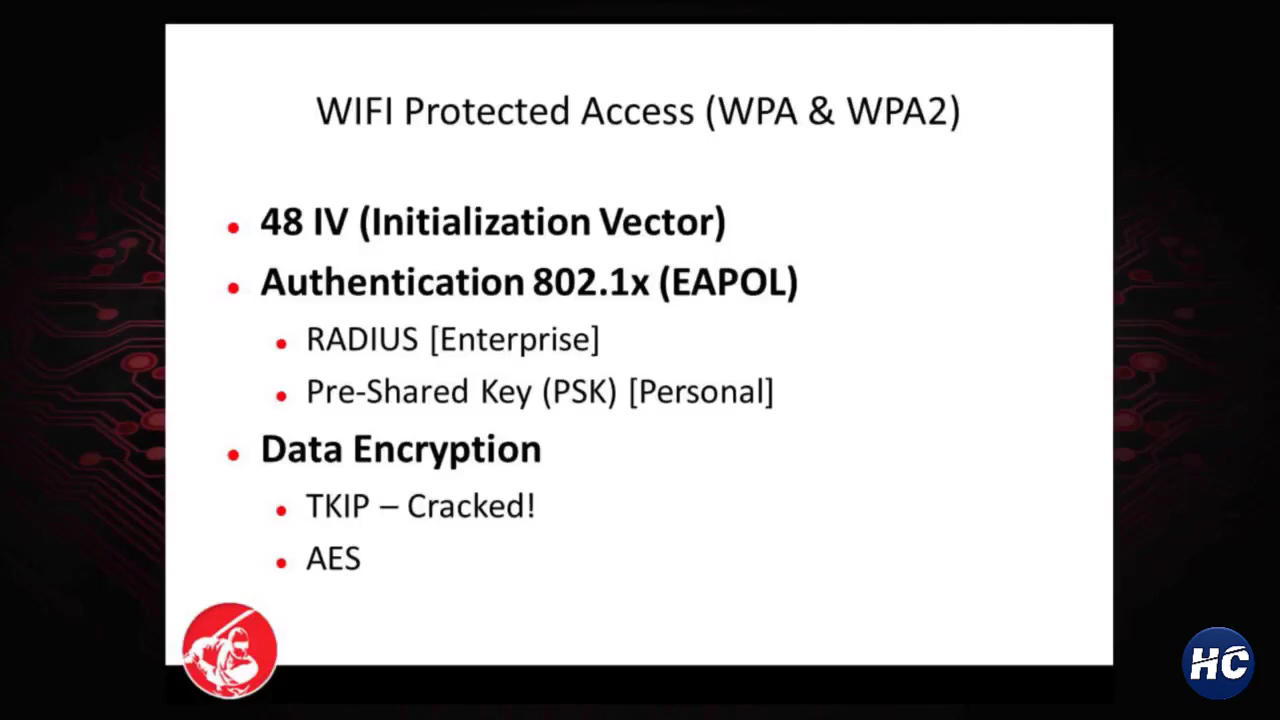 WIFI Protected Access (WPA & WPA2)
• 48 IV (Initialization Vector)
• Authentication 802.1x (EAPOL)
• RADIUS [Enterprise]
• Pre-Shared Key (PSK) [Personal]
• Data Encryption
• TKIP – Cracked!
• AES
HC